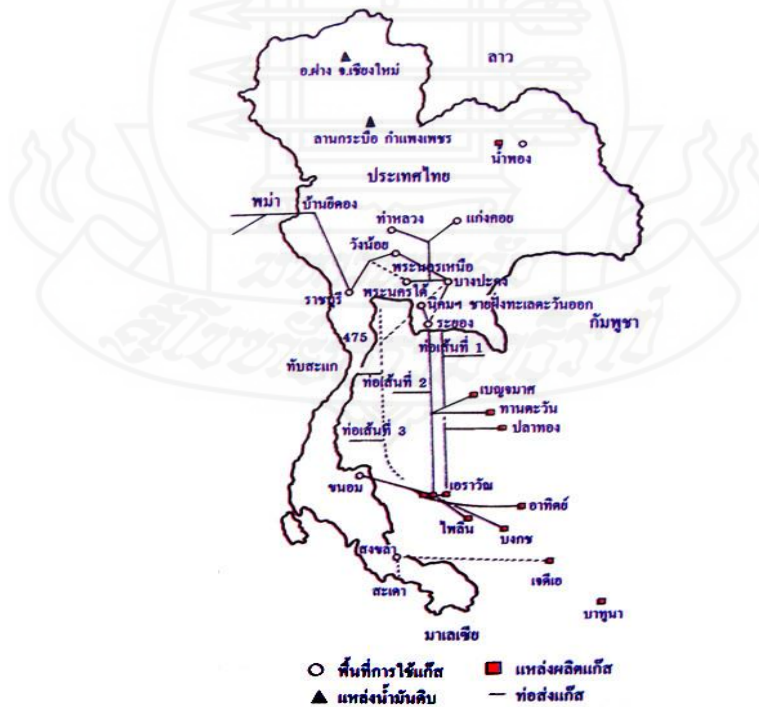 ลาว
อ.ฝาง จ.เชียงใหม่
ลานกระบือ กำแพงเพชร
น้ำพอง
ประเทศไทย
พม่า
บ้านอีตอง
ท่าหลวง
แก่งคอย
วังน้อย
พระนครเหนือ
บางปะกง
ราชบุรี
พระนครใต้
นิคมฯ ชายฝั่งทะเลตะวันออก
ระยอง
กัมพูชา
475
ท่อเส้นที่ 1
ทับสะแก
ท่อเส้นที่ 2
เบญจมาศ
ทานตะวัน
ปลาทอง
ท่อเส้นที่ 3
ขนอม
เอราวัณ
อาทิตย์
ไพลิน
บงกช
สงขลา
สะเดา
เจดีเอ
บาทูนา
มาเลเซีย
พื้นที่การใช้แก๊ส
แหล่งผลิตแก๊ส
แหล่งน้ำมันดิบ
ท่อส่งแก๊ส